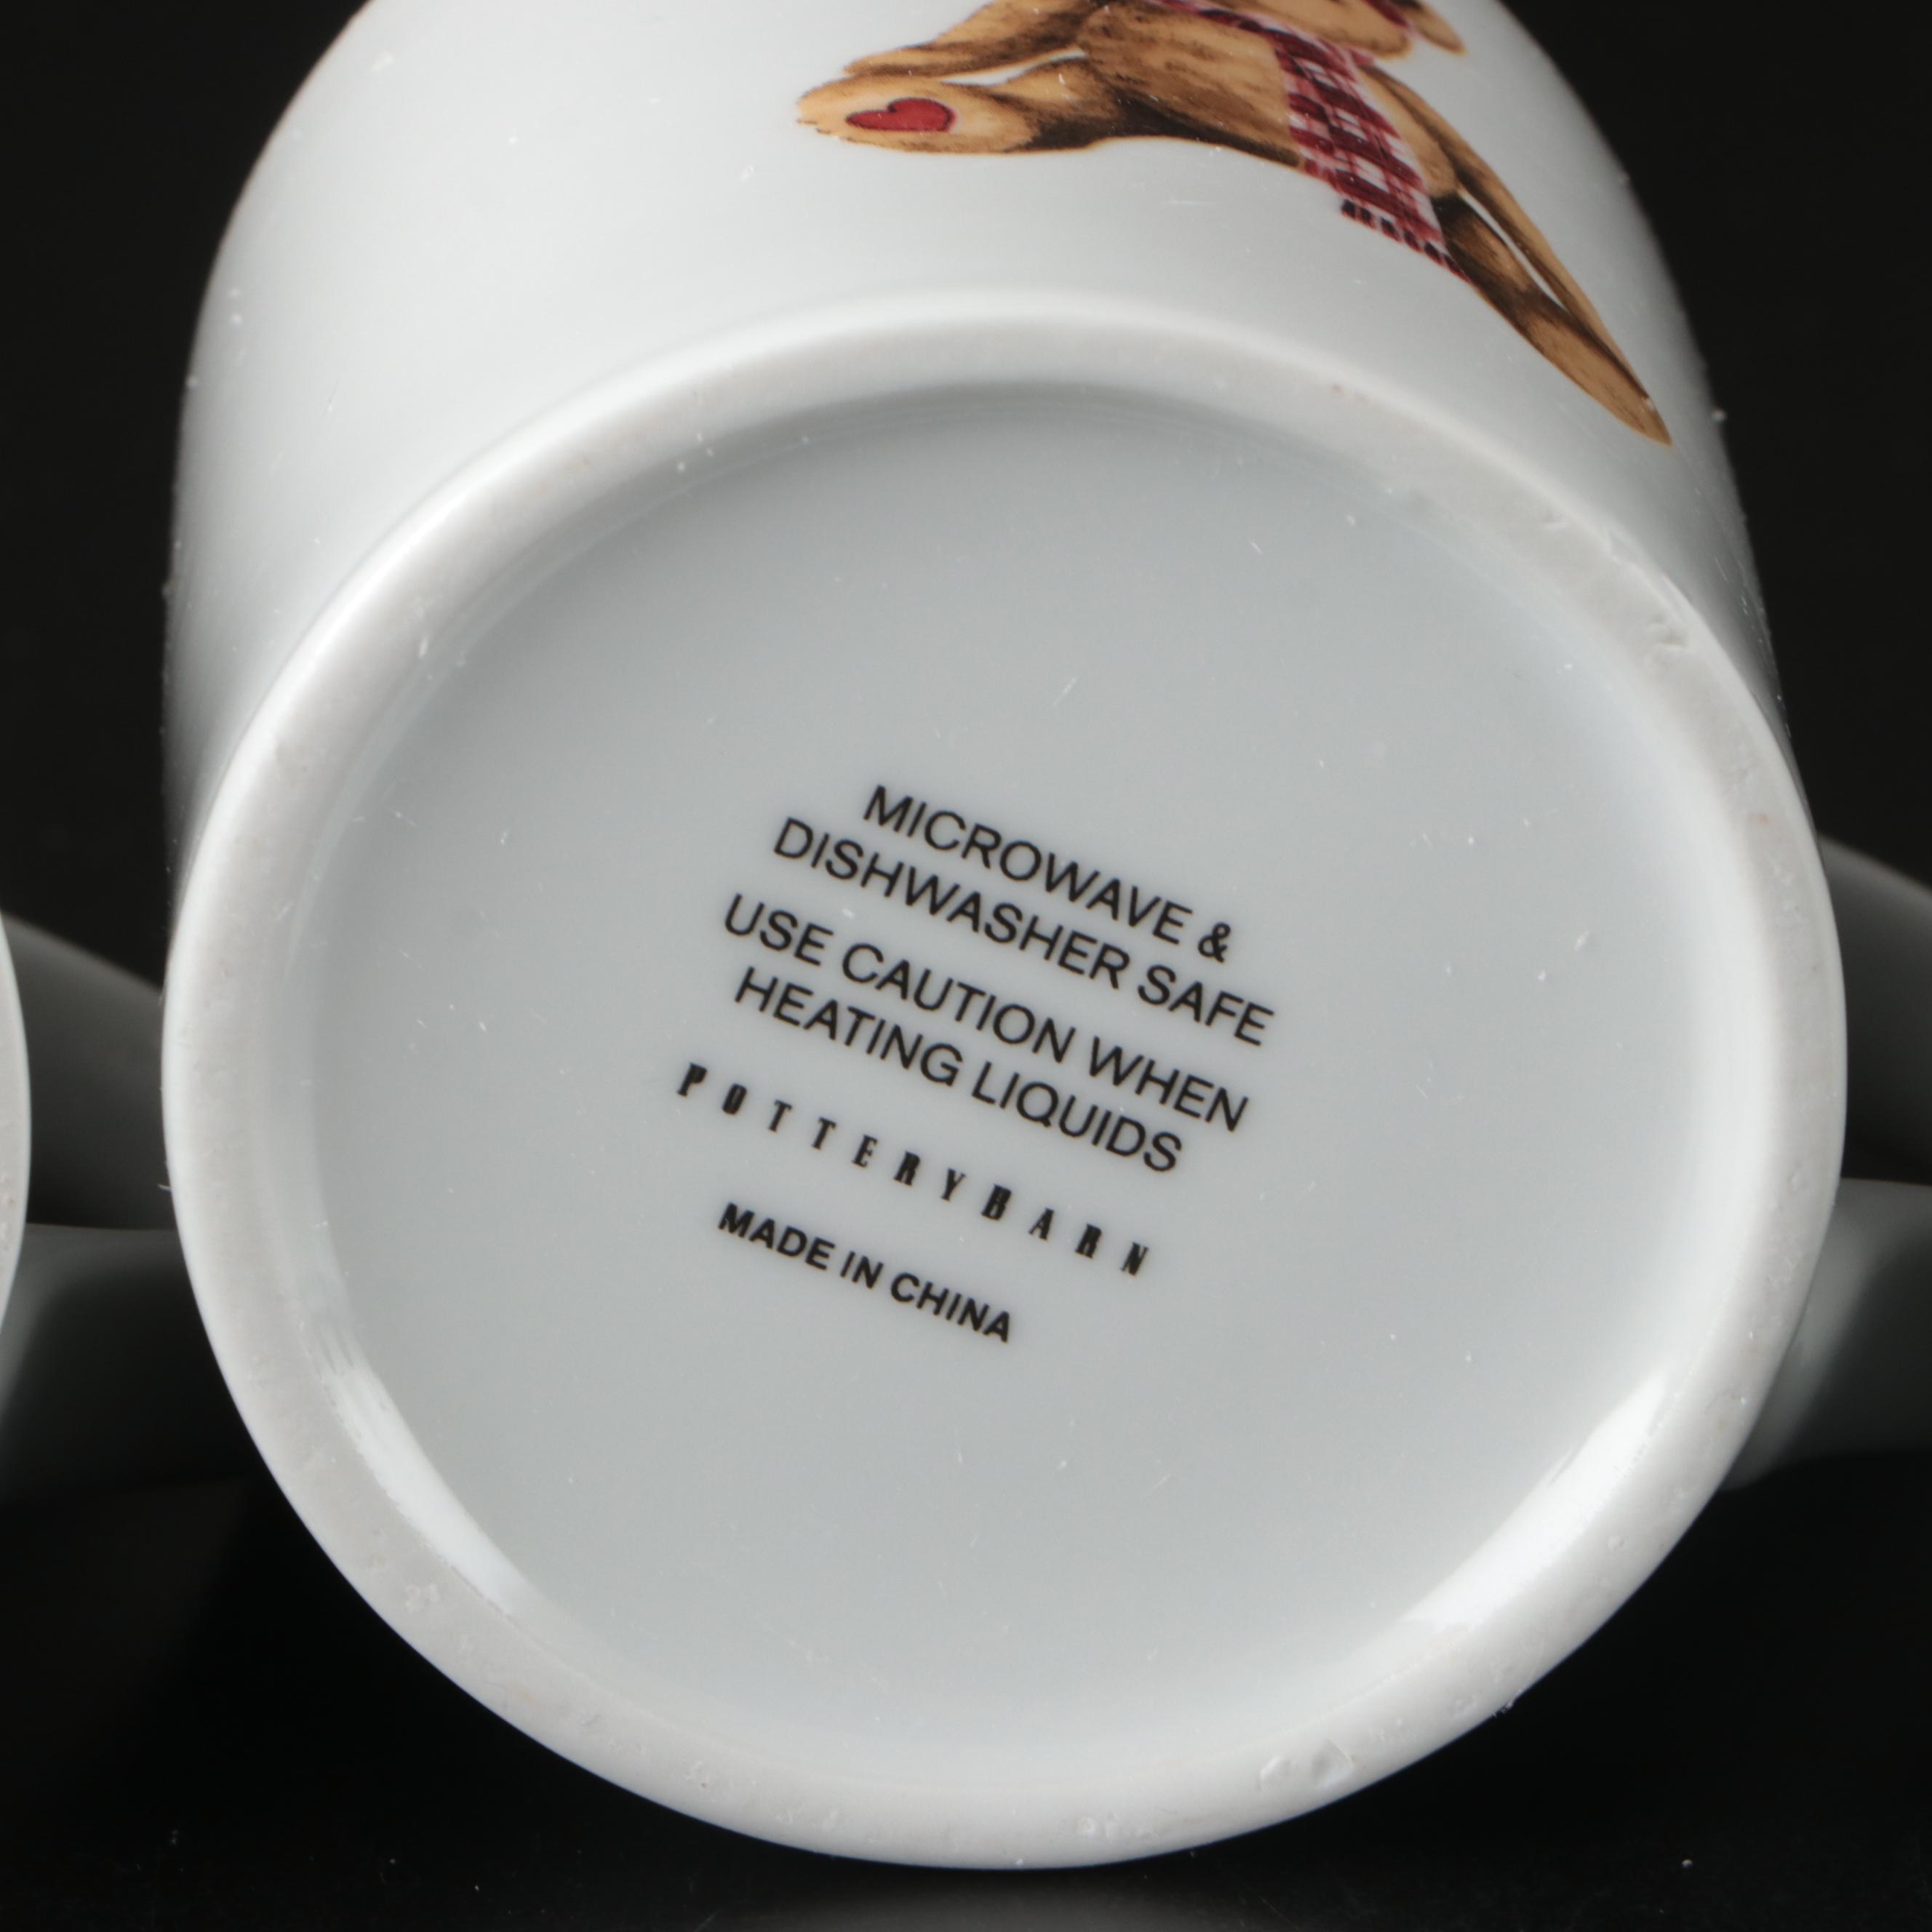 MICROWAVE &
DISHWASHER SAFE
USE CAUTION WHEN
HEATING LIQUIDS
POTTERYBARN
MADE IN CHINA